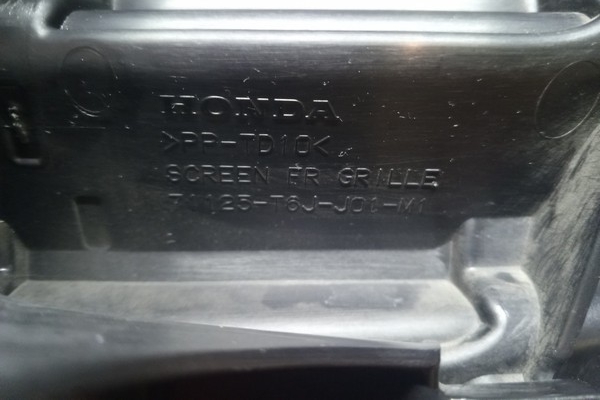 HONDA
>PP-TD10<
SCREEN FR GRILLE
71125-T6J-J01-M1